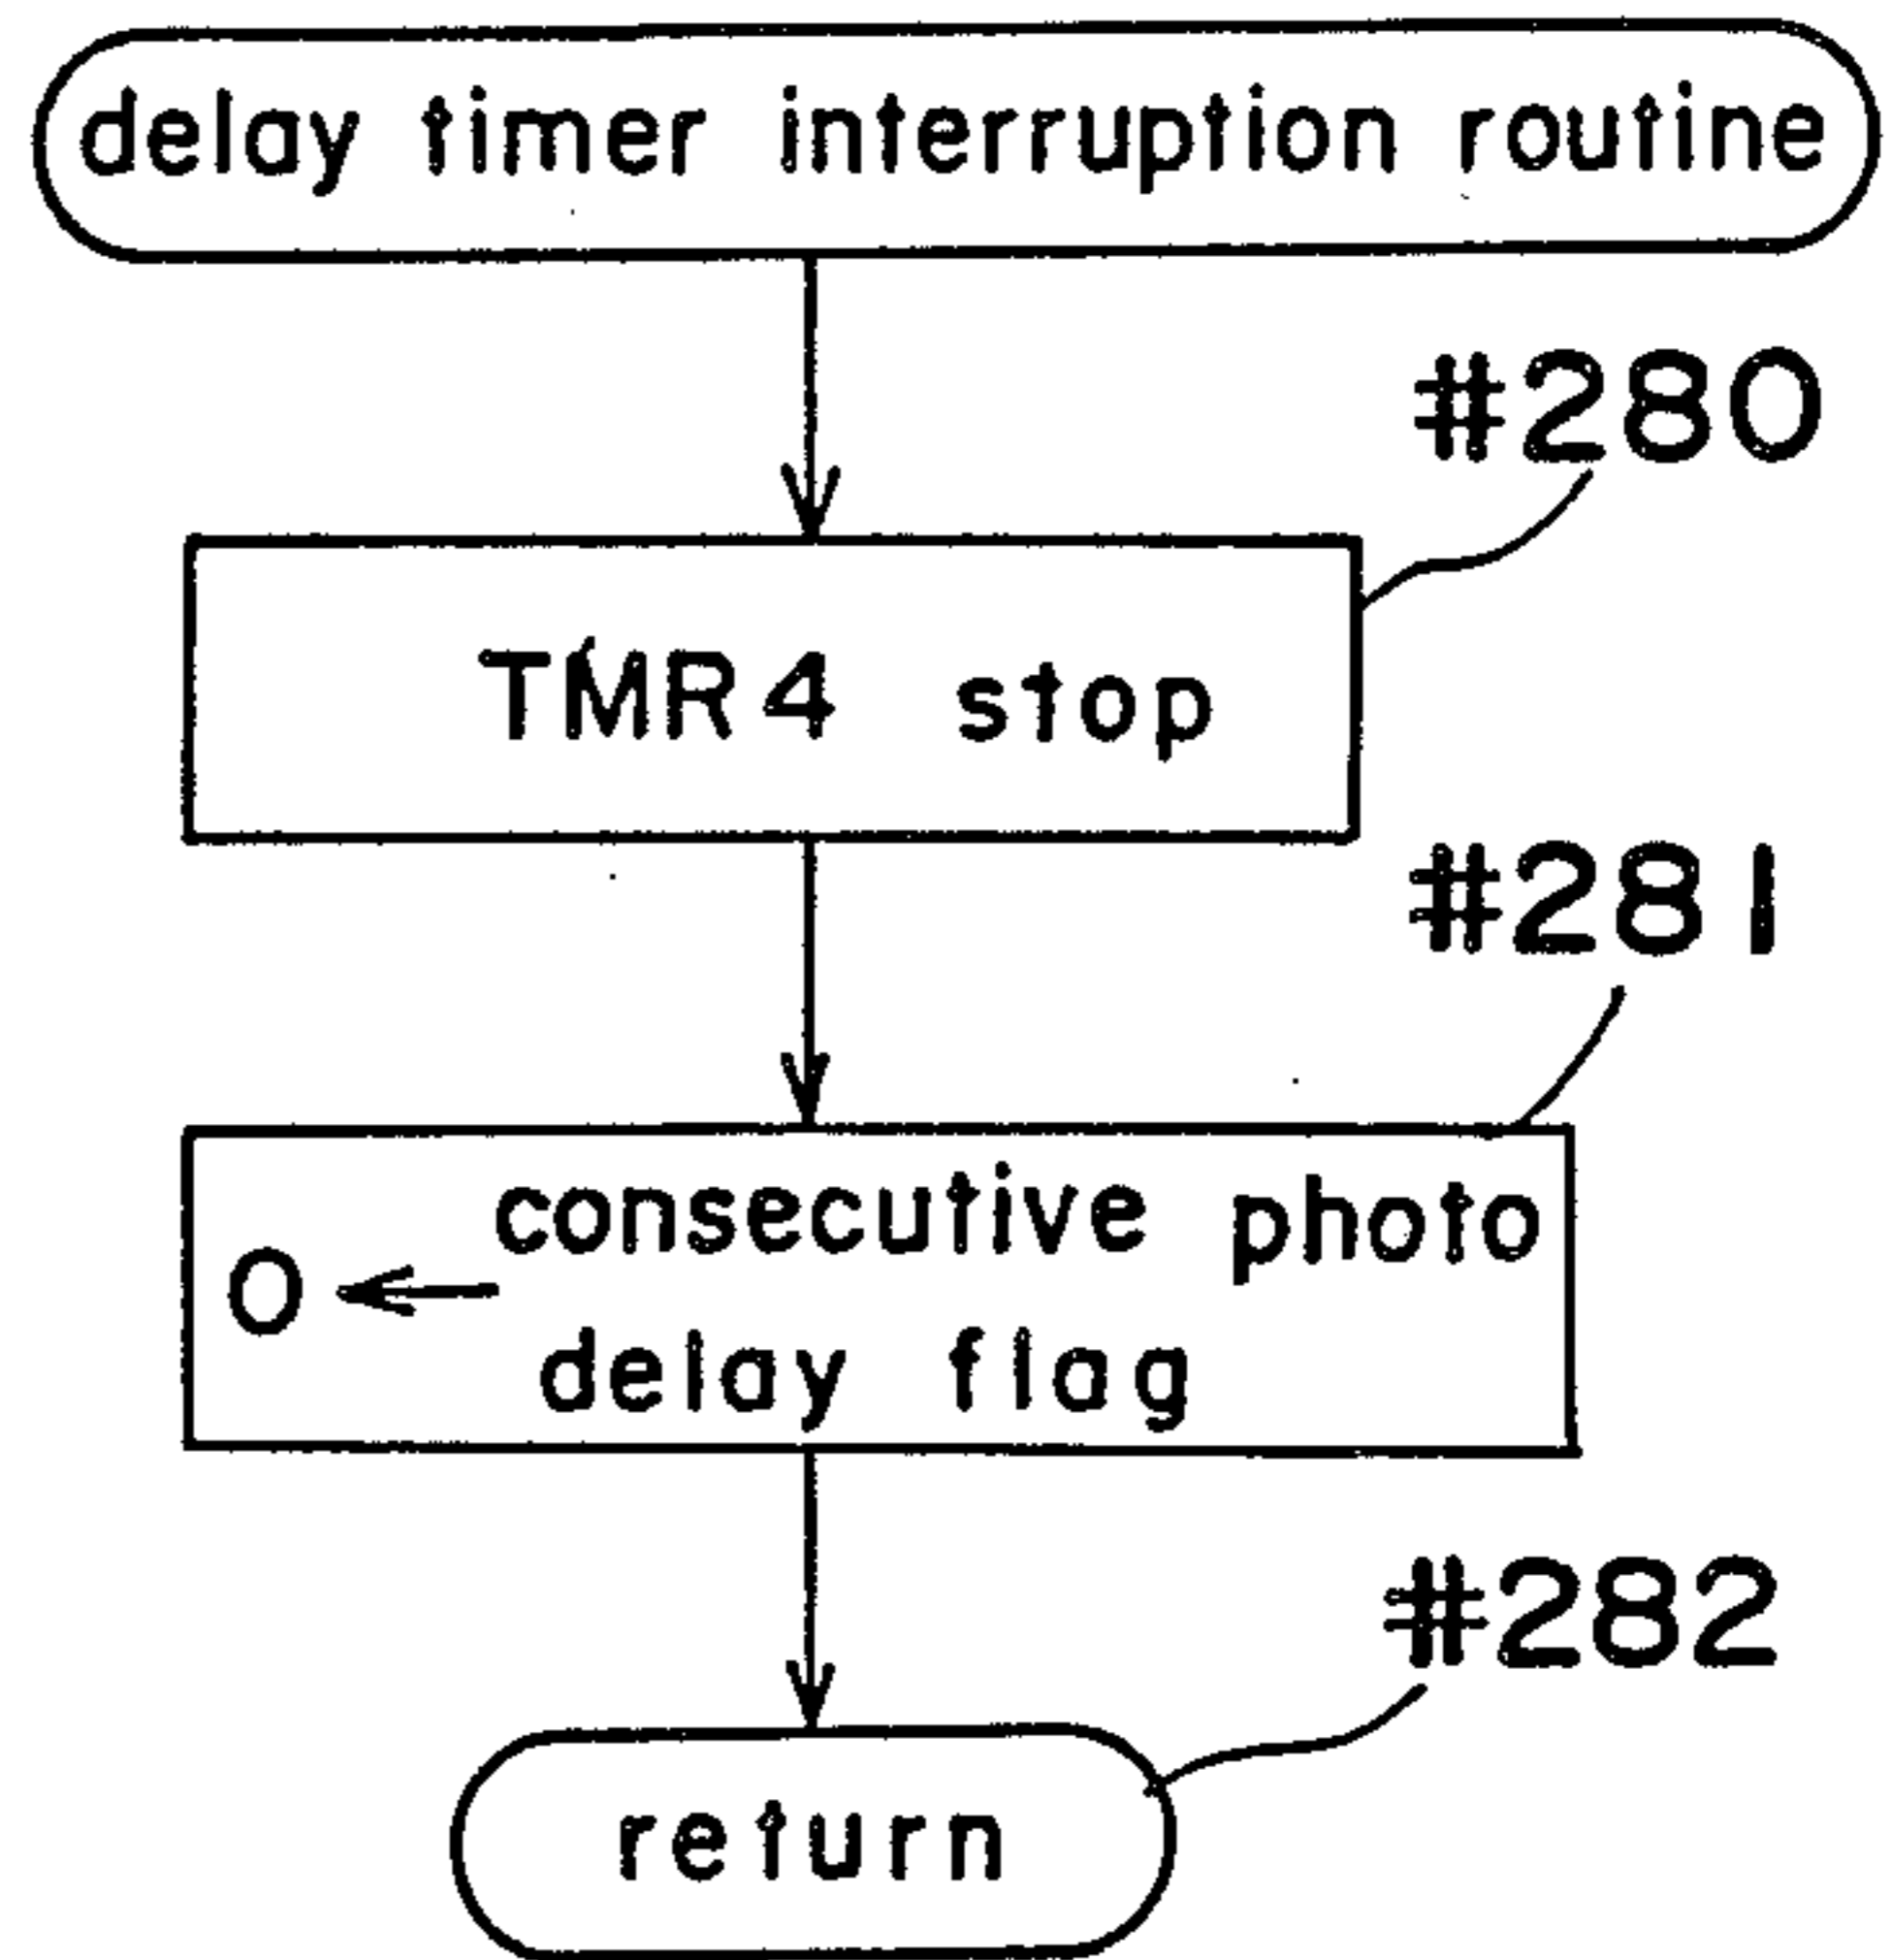 delay timer interruption routine
#280
TMR4 stop
#281
consecutive photo
0 ←
delay flag
#282
return